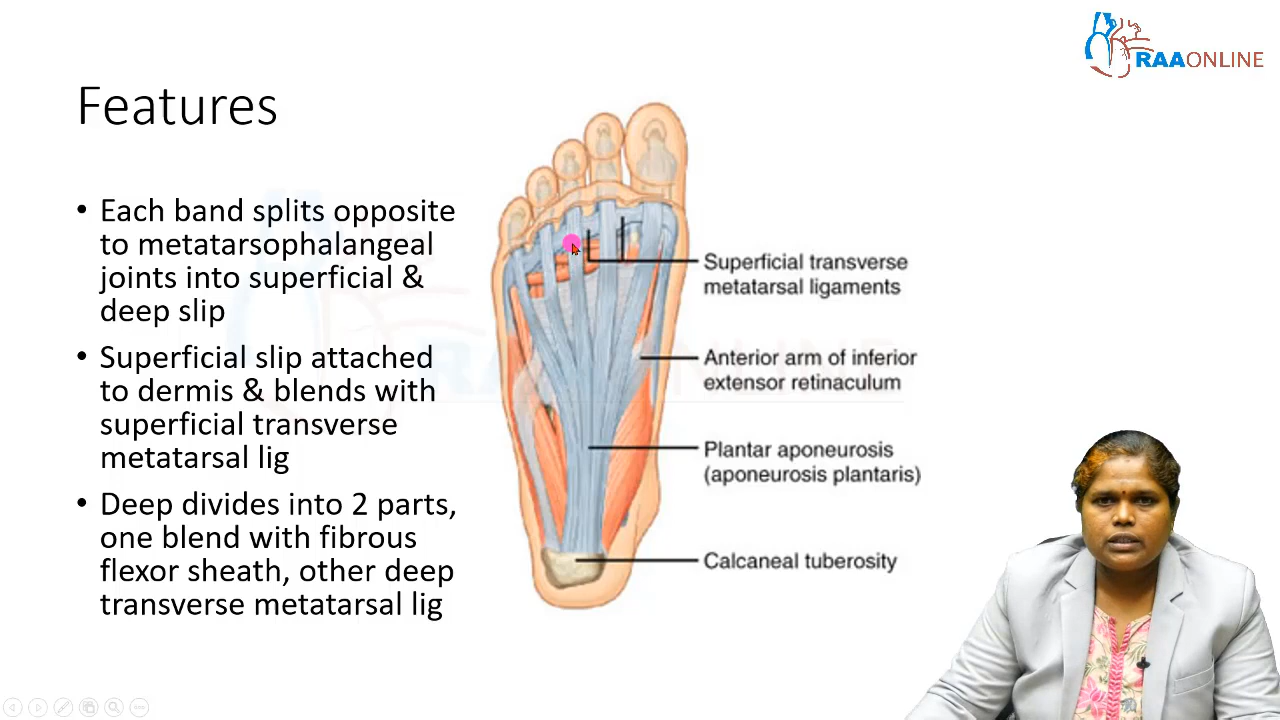 RAAONLINE
Features
• Each band splits opposite
to metatarsophalangeal
joints into superficial &
deep slip
• Superficial slip attached
to dermis & blends with
superficial transverse
metatarsal lig
• Deep divides into 2 parts,
one blend with fibrous
flexor sheath, other deep
transverse metatarsal lig
Superficial transverse
metatarsal ligaments
Anterior arm of inferior
extensor retinaculum
Plantar aponeurosis
(aponeurosis plantaris)
Calcaneal tuberosity
RAAONLINE